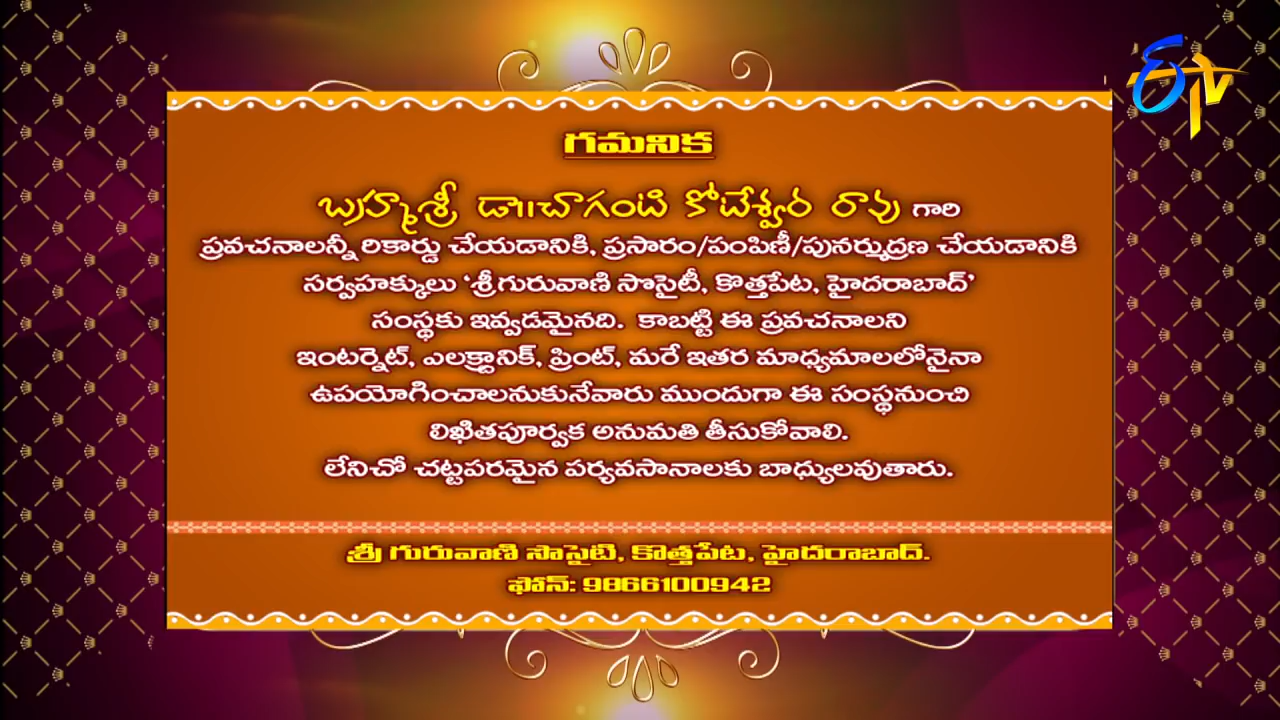 ఈTV
గమనిక
బ్రహ్మశ్రీ డా॥చాగంటి కోటేశ్వర రావు గారి
ప్రవచనాలన్నీ రికార్డు చేయడానికి, ప్రసారం/పంపిణీ/పునర్ముద్రణ చేయడానికి
సర్వహక్కులు ‘శ్రీగురువాణి సొసైటీ, కొత్తపేట, హైదరాబాద్’
సంస్థకు ఇవ్వడమైనది. కాబట్టి ఈ ప్రవచనాలని
ఇంటర్నెట్, ఎలక్ట్రానిక్, ప్రింట్, మరే ఇతర మాధ్యమాలలోనైనా
ఉపయోగించాలనుకునేవారు ముందుగా ఈ సంస్థనుంచి
లిఖితపూర్వక అనుమతి తీసుకోవాలి.
లేనిచో చట్టపరమైన పర్యవసానాలకు బాధ్యులవుతారు.
శ్రీ గురువాణి సొసైటి, కొత్తపేట, హైదరాబాద్.
ఫోన్: 9866100942